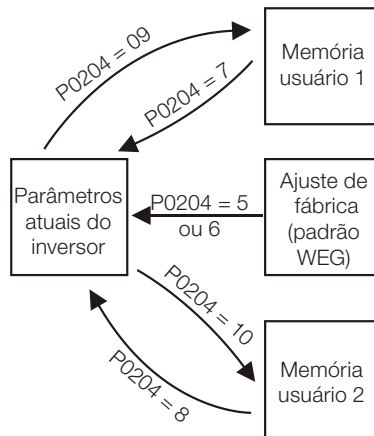 P0204 = 09
Memória
usuário 1
P0204 = 7
Parâmetros
atuais do
inversor
P0204 = 5
ou 6
Ajuste de
fábrica
(padrão
WEG)
P0204 = 10
P0204 = 8
Memória
usuário 2